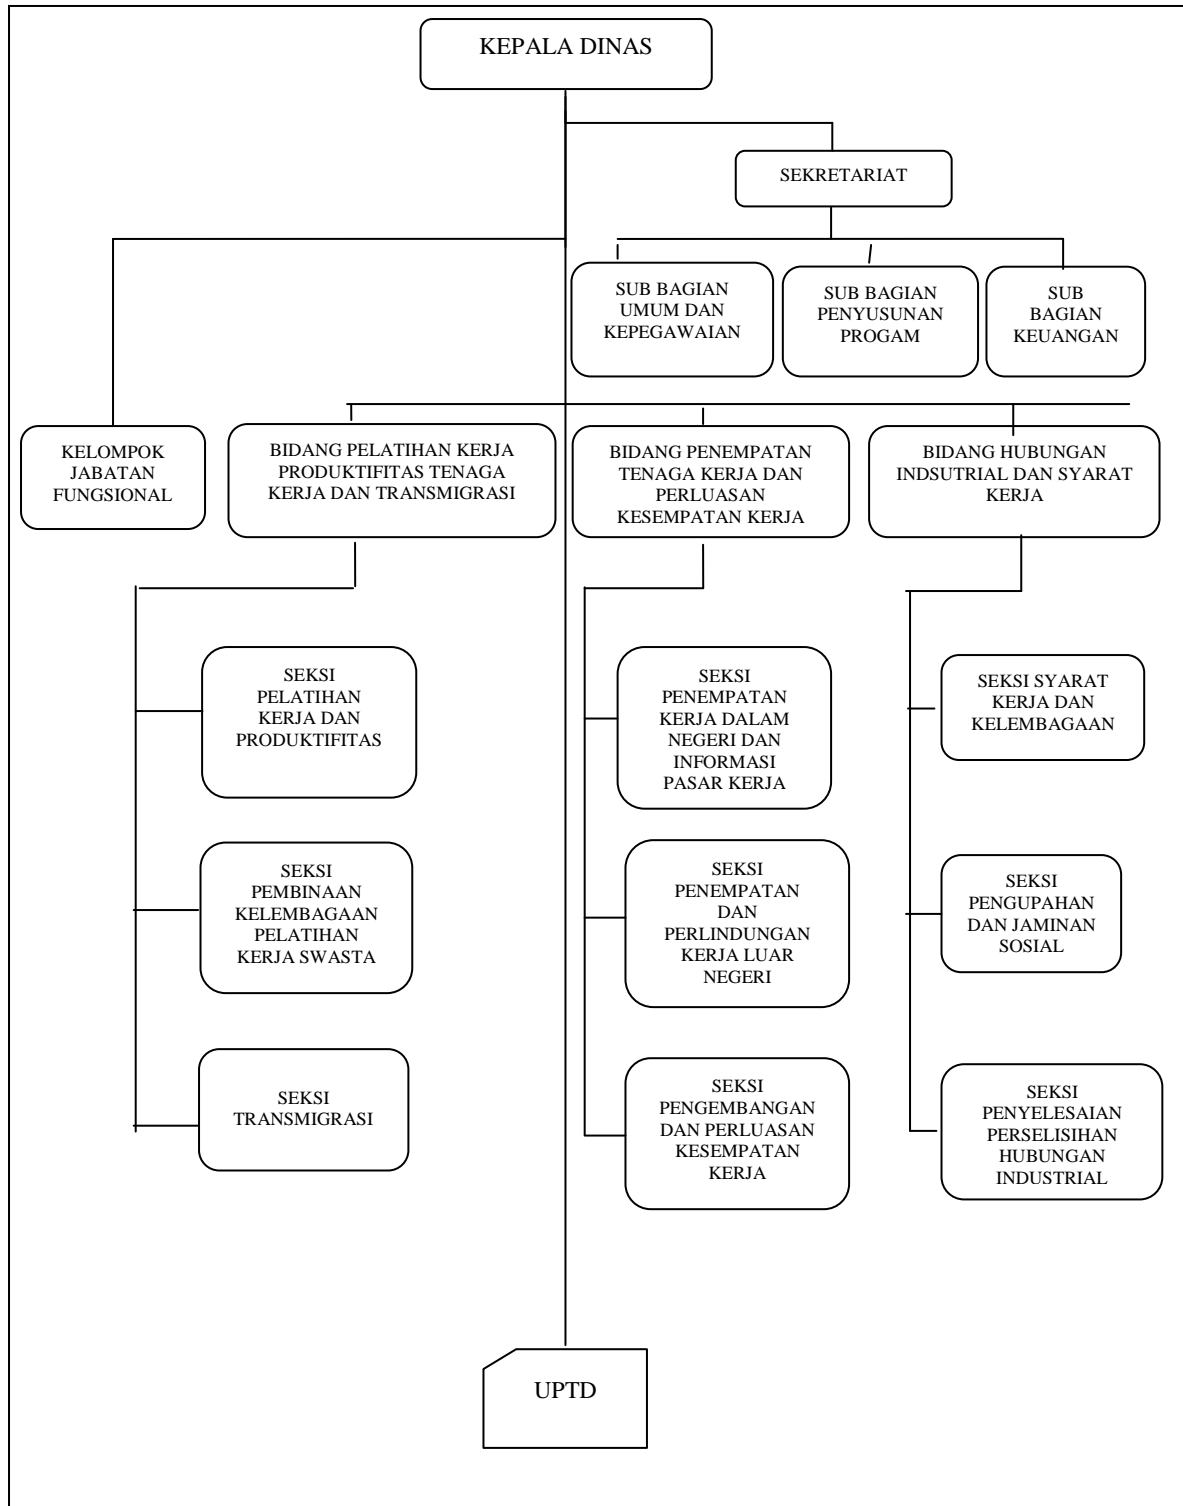 KEPALA DINAS
SEKRETARIAT
SUB BAGIAN
UMUM DAN
KEPEGAWAIAN
SUB BAGIAN
PENYUSUNAN
PROGAM
SUB
BAGIAN
KEUANGAN
KELOMPOK
JABATAN
FUNGSIONAL
BIDANG PELATIHAN KERJA
PRODUKTIFITAS TENAGA
KERJA DAN TRANSMIGRASI
BIDANG PENEMPATAN
TENAGA KERJA DAN
PERLUASAN
KESEMPATAN KERJA
BIDANG HUBUNGAN
INDSUTRIAL DAN SYARAT
KERJA
SEKSI
PELATIHAN
KERJA DAN
PRODUKTIFITAS
SEKSI
PENEMPATAN
KERJA DALAM
NEGERI DAN
INFORMASI
PASAR KERJA
SEKSI SYARAT
KERJA DAN
KELEMBAGAAN
SEKSI
PEMBINAAN
KELEMBAGAAN
PELATIHAN
KERJA SWASTA
SEKSI
PENEMPATAN
DAN
PERLINDUNGAN
KERJA LUAR
NEGERI
SEKSI
PENGUPAHAN
DAN JAMINAN
SOSIAL
SEKSI
TRANSMIGRASI
SEKSI
PENGEMBANGAN
DAN PERLUASAN
KESEMPATAN
KERJA
SEKSI
PENYELESAIAN
PERSELISIHAN
HUBUNGAN
INDUSTRIAL
UPTD